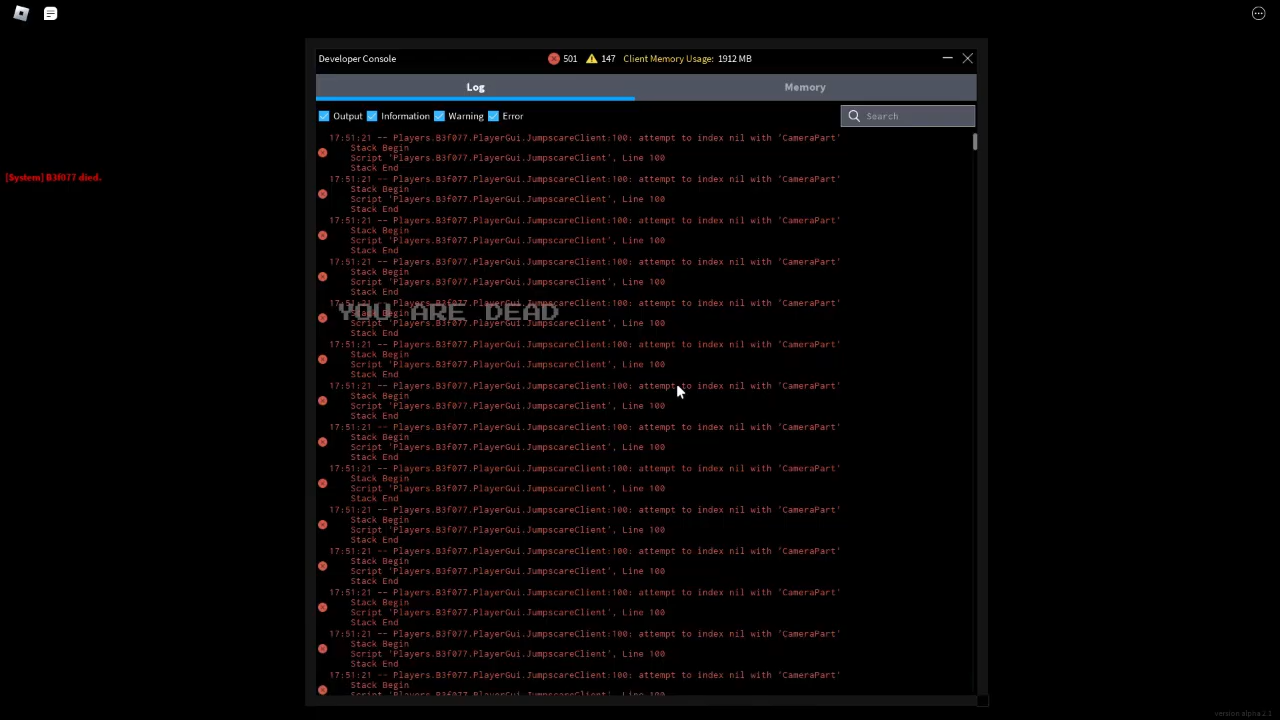 Developer Console
501
147
Client Memory Usage: 1912 MB
Log
Memory
Output
Information
Warning
Error
Search
17:51:21 -- Players.B3f077.PlayerGui.JumpscareClient:100: attempt to index nil with 'CameraPart'
Stack Begin
Script 'Players.B3f077.PlayerGui.JumpscareClient', Line 100
Stack End
[System] B3f077 died.
17:51:21 -- Players.B3f077.PlayerGui.JumpscareClient:100: attempt to index nil with 'CameraPart'
Stack Begin
Script 'Players.B3f077.PlayerGui.JumpscareClient', Line 100
Stack End
17:51:21 -- Players.B3f077.PlayerGui.JumpscareClient:100: attempt to index nil with 'CameraPart'
Stack Begin
Script 'Players.B3f077.PlayerGui.JumpscareClient', Line 100
Stack End
17:51:21 -- Players.B3f077.PlayerGui.JumpscareClient:100: attempt to index nil with 'CameraPart'
Stack Begin
Script 'Players.B3f077.PlayerGui.JumpscareClient', Line 100
Stack End
17:51:21 -- Players.B3f077.PlayerGui.JumpscareClient:100: attempt to index nil with 'CameraPart'
Stack Begin
YOU ARE DEAD
Script 'Players.B3f077.PlayerGui.JumpscareClient', Line 100
Stack End
17:51:21 -- Players.B3f077.PlayerGui.JumpscareClient:100: attempt to index nil with 'CameraPart'
Stack Begin
Script 'Players.B3f077.PlayerGui.JumpscareClient', Line 100
Stack End
17:51:21 -- Players.B3f077.PlayerGui.JumpscareClient:100: attempt to index nil with 'CameraPart'
Stack Begin
Script 'Players.B3f077.PlayerGui.JumpscareClient', Line 100
Stack End
17:51:21 -- Players.B3f077.PlayerGui.JumpscareClient:100: attempt to index nil with 'CameraPart'
Stack Begin
Script 'Players.B3f077.PlayerGui.JumpscareClient', Line 100
Stack End
17:51:21 -- Players.B3f077.PlayerGui.JumpscareClient:100: attempt to index nil with 'CameraPart'
Stack Begin
Script 'Players.B3f077.PlayerGui.JumpscareClient', Line 100
Stack End
17:51:21 -- Players.B3f077.PlayerGui.JumpscareClient:100: attempt to index nil with 'CameraPart'
Stack Begin
Script 'Players.B3f077.PlayerGui.JumpscareClient', Line 100
Stack End
17:51:21 -- Players.B3f077.PlayerGui.JumpscareClient:100: attempt to index nil with 'CameraPart'
Stack Begin
Script 'Players.B3f077.PlayerGui.JumpscareClient', Line 100
Stack End
17:51:21 -- Players.B3f077.PlayerGui.JumpscareClient:100: attempt to index nil with 'CameraPart'
Stack Begin
Script 'Players.B3f077.PlayerGui.JumpscareClient', Line 100
Stack End
17:51:21 -- Players.B3f077.PlayerGui.JumpscareClient:100: attempt to index nil with 'CameraPart'
Stack Begin
Script 'Players.B3f077.PlayerGui.JumpscareClient', Line 100
Stack End
17:51:21 -- Players.B3f077.PlayerGui.JumpscareClient:100: attempt to index nil with 'CameraPart'
Stack Begin
Script 'Players.B3f077.PlayerGui.JumpscareClient', Line 100
version alpha 2.1